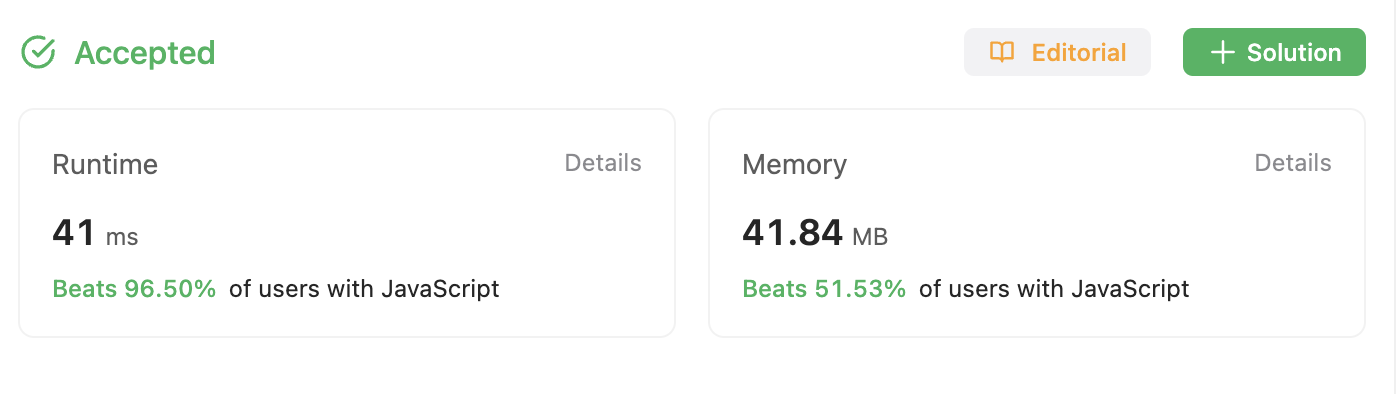 Accepted
Editorial
+ Solution
Runtime
Details
41 ms
Beats 96.50% of users with JavaScript
Memory
Details
41.84 MB
Beats 51.53% of users with JavaScript